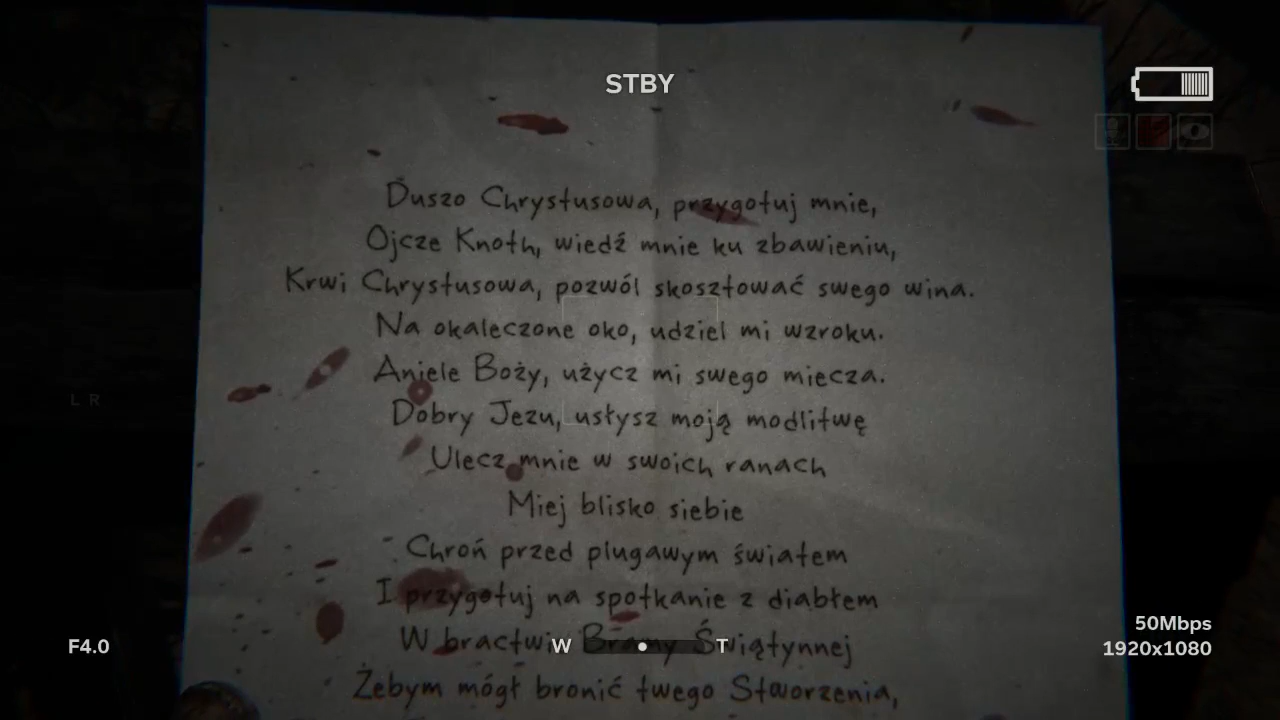 STBY
Duszo Chrystusowa, przygotuj mnie,
Ojcze Knoth, wiedź mnie ku zbawieniu,
Krwi Chrystusowa, pozwól skosztować swego wina.
Na okaleczone oko, udziel mi wzroku.
Aniele Boży, użycz mi swego miecza.
Dobry Jezu, usłysz moją modlitwę
L R
Ulecz mnie w swoich ranach
Miej blisko siebie
Chroń przed plugawym światem
I przygotuj na spotkanie z diabłem
W bractwie Bramy Świątynnej
Żebym mógł bronić twego Stworzenia,
F4.0
W T
50Mbps
1920x1080